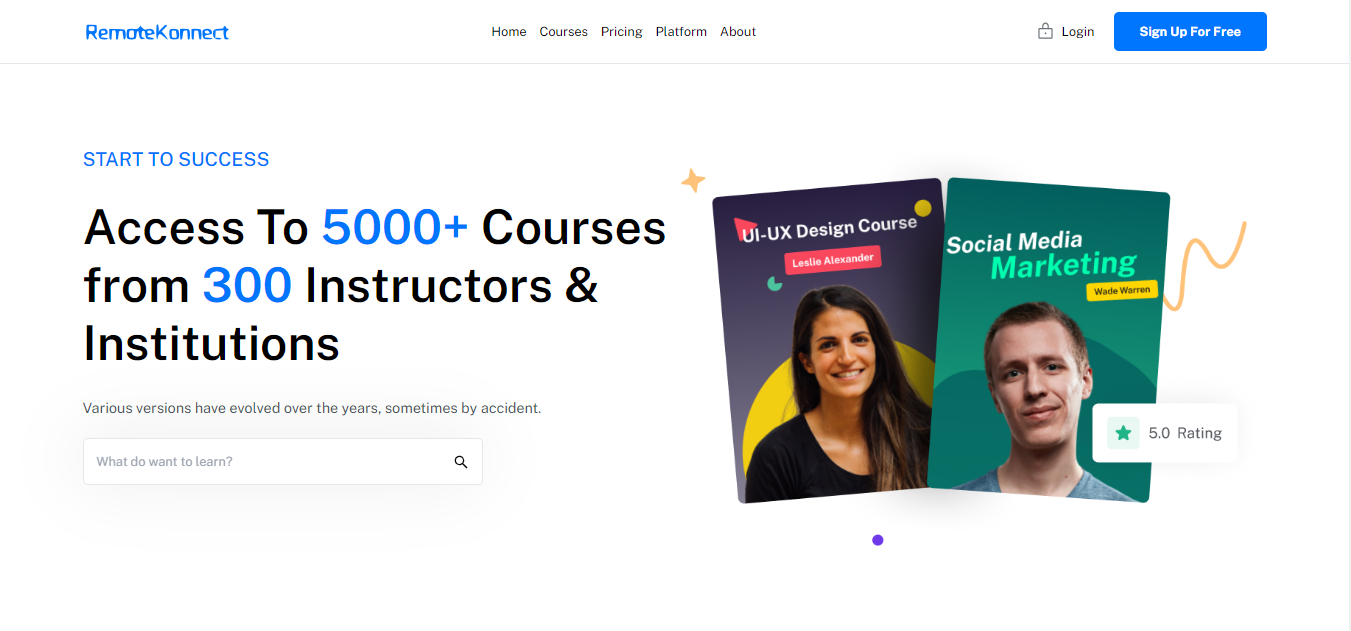 RemoteKonnect
Home Courses Pricing Platform About
Login
Sign Up For Free
START TO SUCCESS
Access To 5000+ Courses
from 300 Instructors &
Institutions
Various versions have evolved over the years, sometimes by accident.
What do want to learn?
UI-UX Design Course
Leslie Alexander
Social Media
Marketing
Wade Warren
5.0 Rating